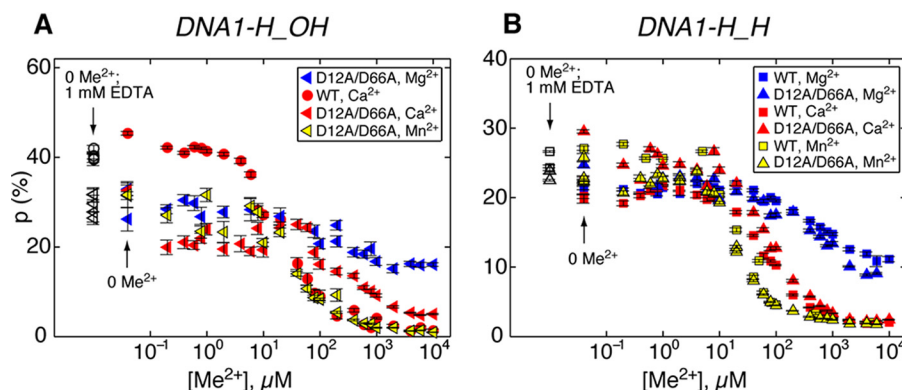 A
DNA1-H_OH
60
40
20
0
p (%)
0 Me²⁺;
1 mM EDTA
0 Me²⁺
D12A/D66A, Mg²⁺
WT, Ca²⁺
D12A/D66A, Ca²⁺
D12A/D66A, Mn²⁺
10⁻¹ 10⁰ 10¹ 10² 10³ 10⁴
[Me²⁺], µM
B
DNA1-H_H
40
30
20
10
0
0 Me²⁺;
1 mM EDTA
0 Me²⁺
WT, Mg²⁺
D12A/D66A, Mg²⁺
WT, Ca²⁺
D12A/D66A, Ca²⁺
WT, Mn²⁺
D12A/D66A, Mn²⁺
10⁻¹ 10⁰ 10¹ 10² 10³ 10⁴
[Me²⁺], µM